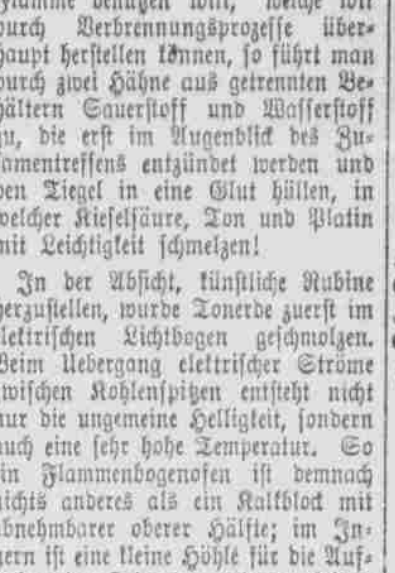 benutzen will, welche wir
durch Verbrennungsprozesse über-
haupt herstellen können, so führt man
durch zwei Hähne aus getrennten Be-
hältern Sauerstoff und Wasserstoff
zu, die erst im Augenblick des Zu-
samentreffens entzündet werden und
den Tiegel in eine Glut hüllen, in
welcher Kieselsäure, Ton und Platin
mit Leichtigkeit schmelzen!
In der Absicht, künstliche Rubine
herzustellen, wurde Tonerde zuerst im
elektrischen Lichtbogen geschmolzen.
Beim Uebergang elektrischer Ströme
zwischen Kohlenspitzen entsteht nicht
nur die ungemeine Helligkeit, sondern
auch eine sehr hohe Temperatur. So
ein Flammenbogenofen ist demnach
nichts anderes als ein Kalkblock mit
abnehmbarer oberer Hälfte; im In-
nern ist eine kleine Höhle für die Auf-